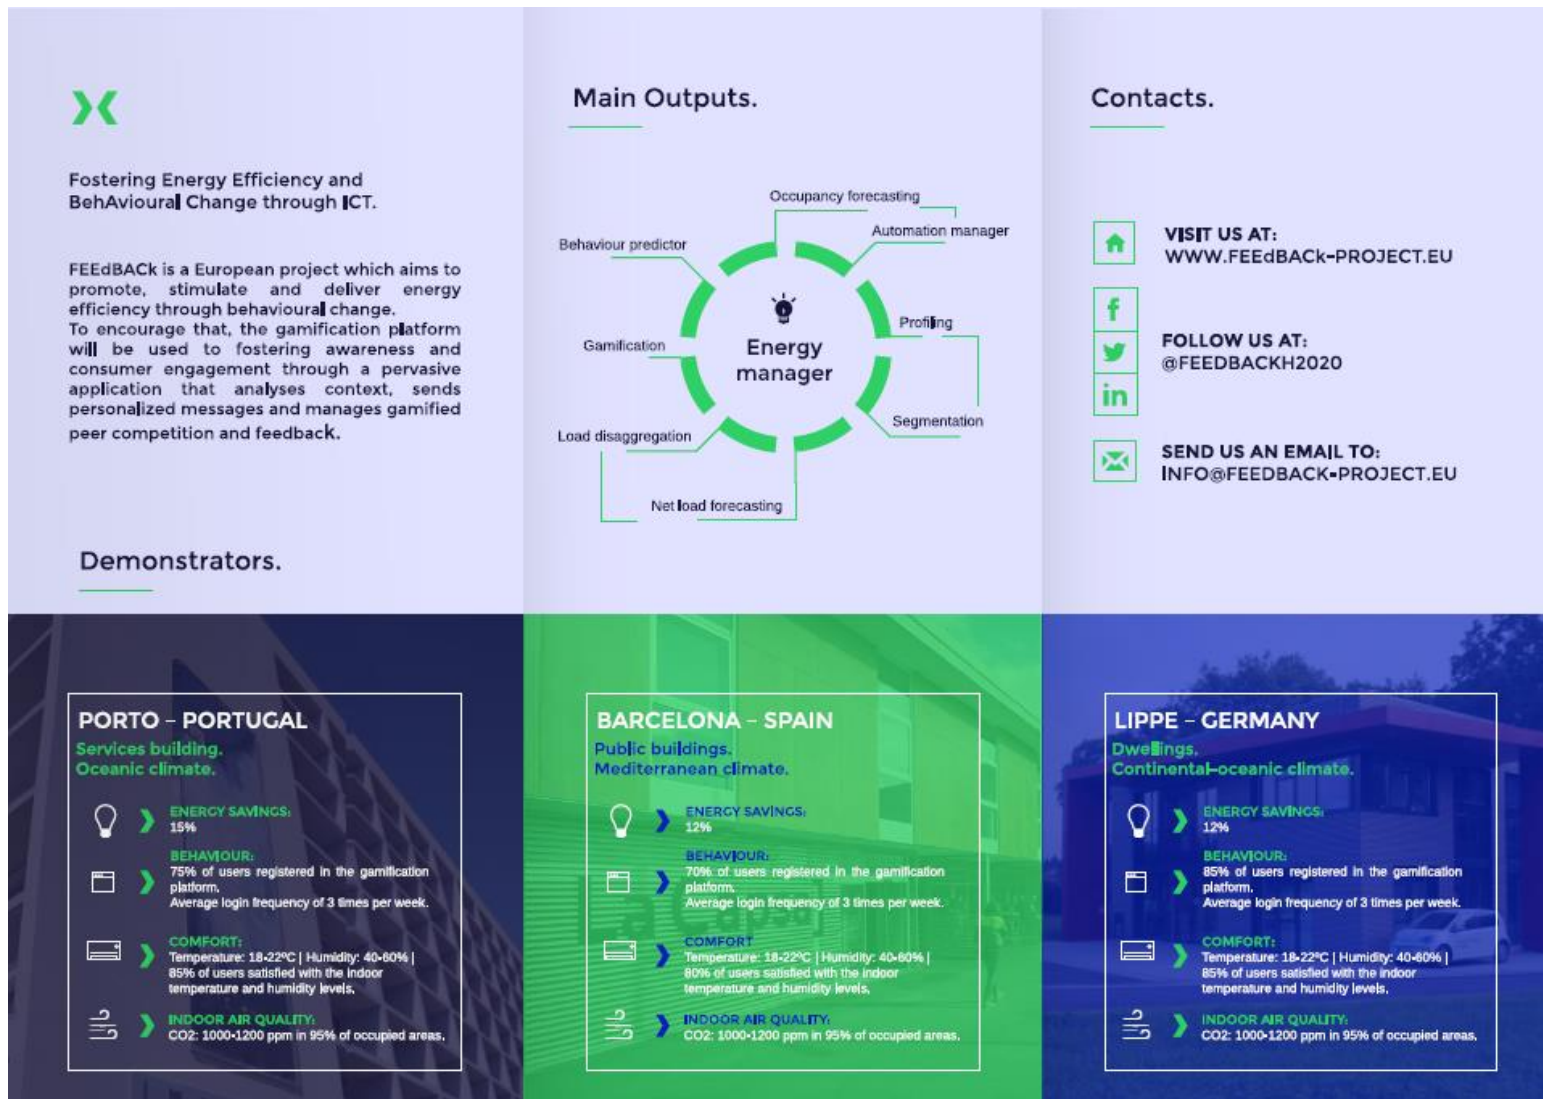 Fostering Energy Efficiency and
BehAvioural Change through ICT.
FEEdBACk is a European project which aims to
promote, stimulate and deliver energy
efficiency through behavioural change.
To encourage that, the gamification platform
will be used to fostering awareness and
consumer engagement through a pervasive
application that analyses context, sends
personalized messages and manages gamified
peer competition and feedback.
Main Outputs.
Occupancy forecasting
Automation manager
Behaviour predictor
Profiling
Gamification
Energy
manager
Segmentation
Load disaggregation
Net load forecasting
Contacts.
VISIT US AT:
WWW.FEEdBACk-PROJECT.EU
FOLLOW US AT:
@FEEDBACKH2020
SEND US AN EMAIL TO:
INFO@FEEDBACK-PROJECT.EU
Demonstrators.
PORTO – PORTUGAL
Services building.
Oceanic climate.
ENERGY SAVINGS:
15%
BEHAVIOUR:
75% of users registered in the gamification
platform.
Average login frequency of 3 times per week.
COMFORT:
Temperature: 18-22ºC | Humidity: 40-60% |
85% of users satisfied with the indoor
temperature and humidity levels.
INDOOR AIR QUALITY:
CO2: 1000-1200 ppm in 95% of occupied areas.
BARCELONA – SPAIN
Public buildings.
Mediterranean climate.
ENERGY SAVINGS:
12%
BEHAVIOUR:
70% of users registered in the gamification
platform.
Average login frequency of 3 times per week.
COMFORT
Temperature: 18-22ºC | Humidity: 40-60% |
80% of users satisfied with the indoor
temperature and humidity levels.
INDOOR AIR QUALITY:
CO2: 1000-1200 ppm in 95% of occupied areas.
LIPPE – GERMANY
Dwellings.
Continental-oceanic climate.
ENERGY SAVINGS:
12%
BEHAVIOUR:
85% of users registered in the gamification
platform.
Average login frequency of 3 times per week.
COMFORT:
Temperature: 18-22ºC | Humidity: 40-60% |
85% of users satisfied with the indoor
temperature and humidity levels.
INDOOR AIR QUALITY:
CO2: 1000-1200 ppm in 95% of occupied areas.